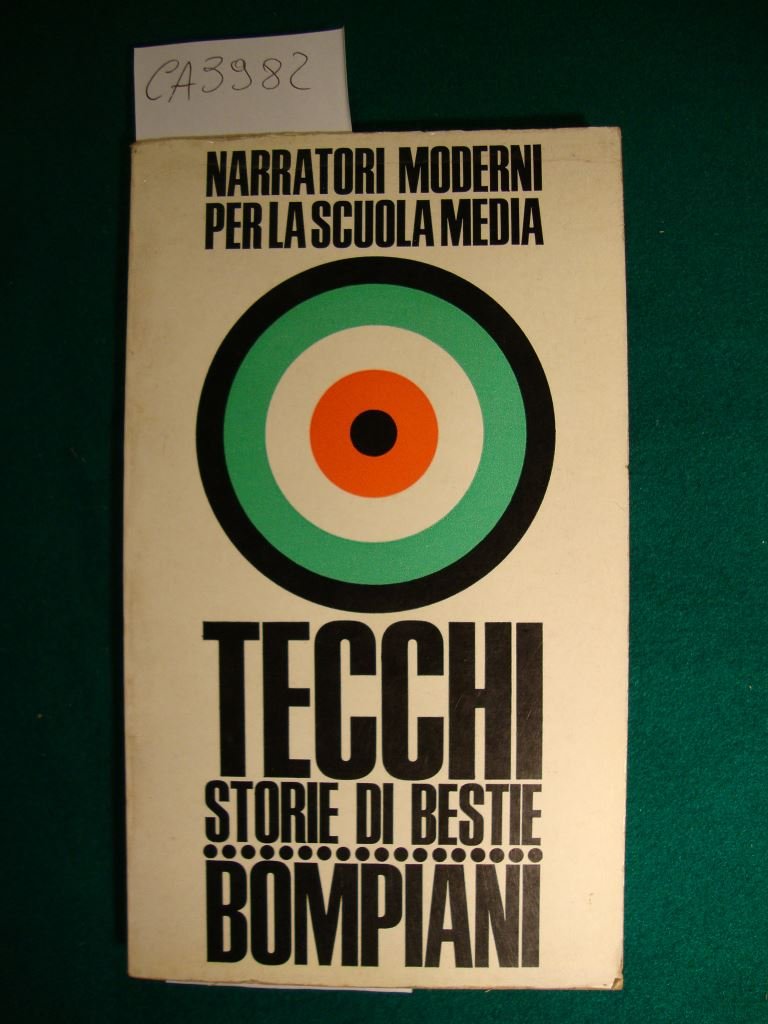 CA3982
NARRATORI MODERNI
PER LA SCUOLA MEDIA
TECCHI
STORIE DI BESTIE
BOMPIANI